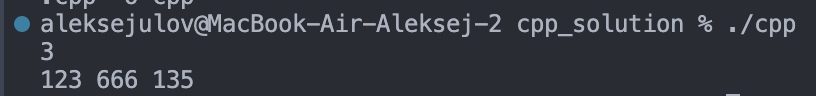 aleksejulov@MacBook-Air-Aleksej-2 cpp_solution % ./cpp
3
123 666 135